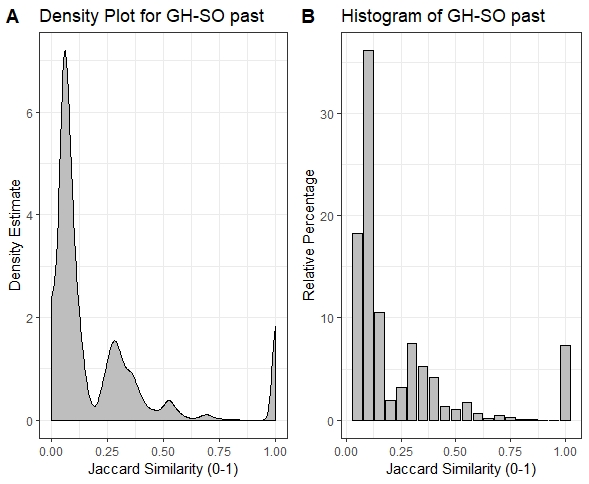 A Density Plot for GH-SO past
Density Estimate
6
4
2
0
0.00 0.25 0.50 0.75 1.00
Jaccard Similarity (0-1)
B Histogram of GH-SO past
Relative Percentage
30
20
10
0
0.00 0.25 0.50 0.75 1.00
Jaccard Similarity (0-1)